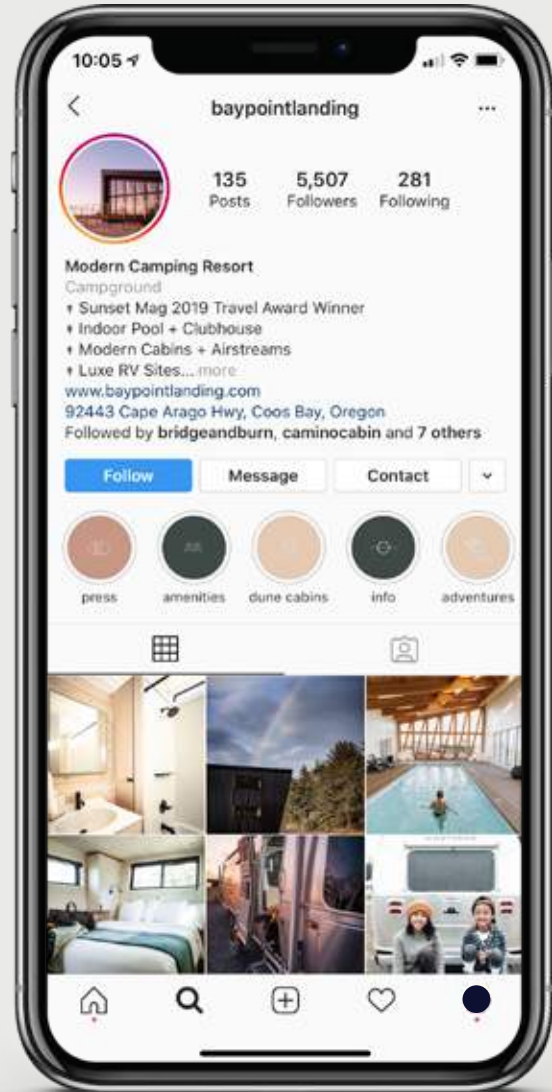 10:05
baypointlanding
135 5,507 281
Posts Followers Following
Modern Camping Resort
Campground
Sunset Mag 2019 Travel Award Winner
Indoor Pool + Clubhouse
Modern Cabins + Airstreams
Luxe RV Sites... more
www.baypointlanding.com
92443 Cape Arago Hwy, Coos Bay, Oregon
Followed by bridgeandburn, caminocabin and 7 others
Follow Message Contact
press amenities dune cabins info adventures